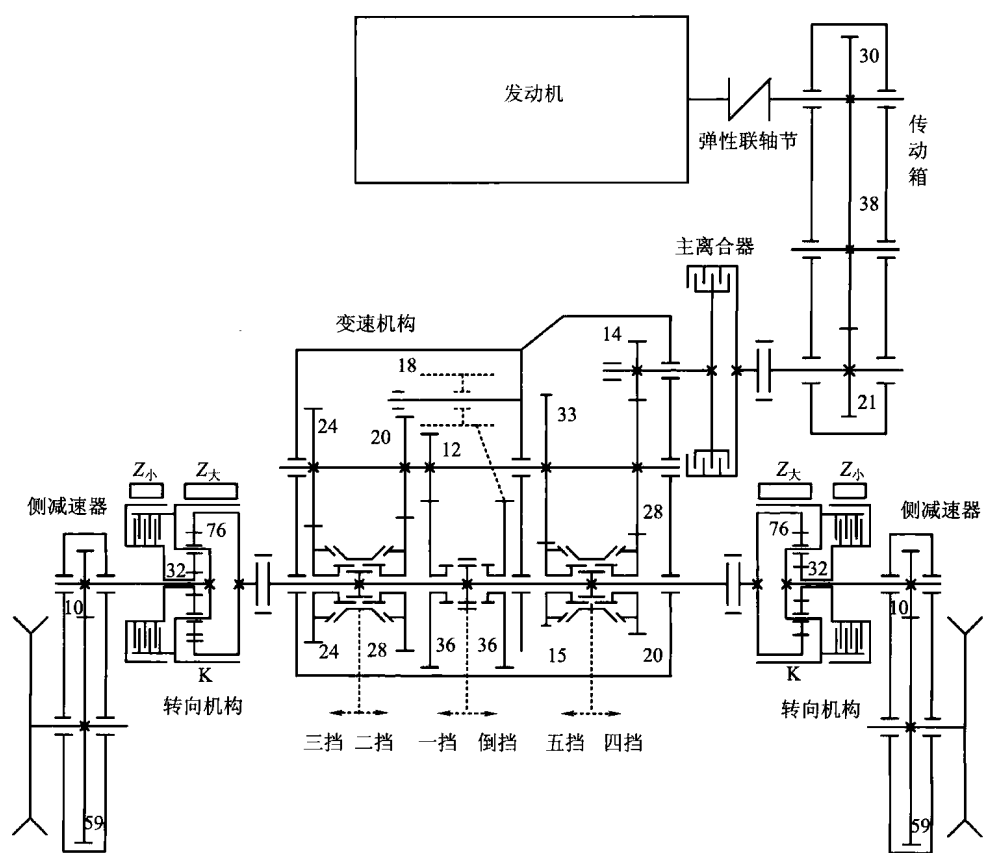 发动机
弹性联轴节
30
传动箱
38
21
主离合器
变速机构
14
18
24
20
12
33
28
Z小
Z大
Z大
Z小
侧减速器
侧减速器
76
76
32
32
10
10
24
28
36
36
15
20
K
K
转向机构
转向机构
三挡
二挡
一挡
倒挡
五挡
四挡
59
59